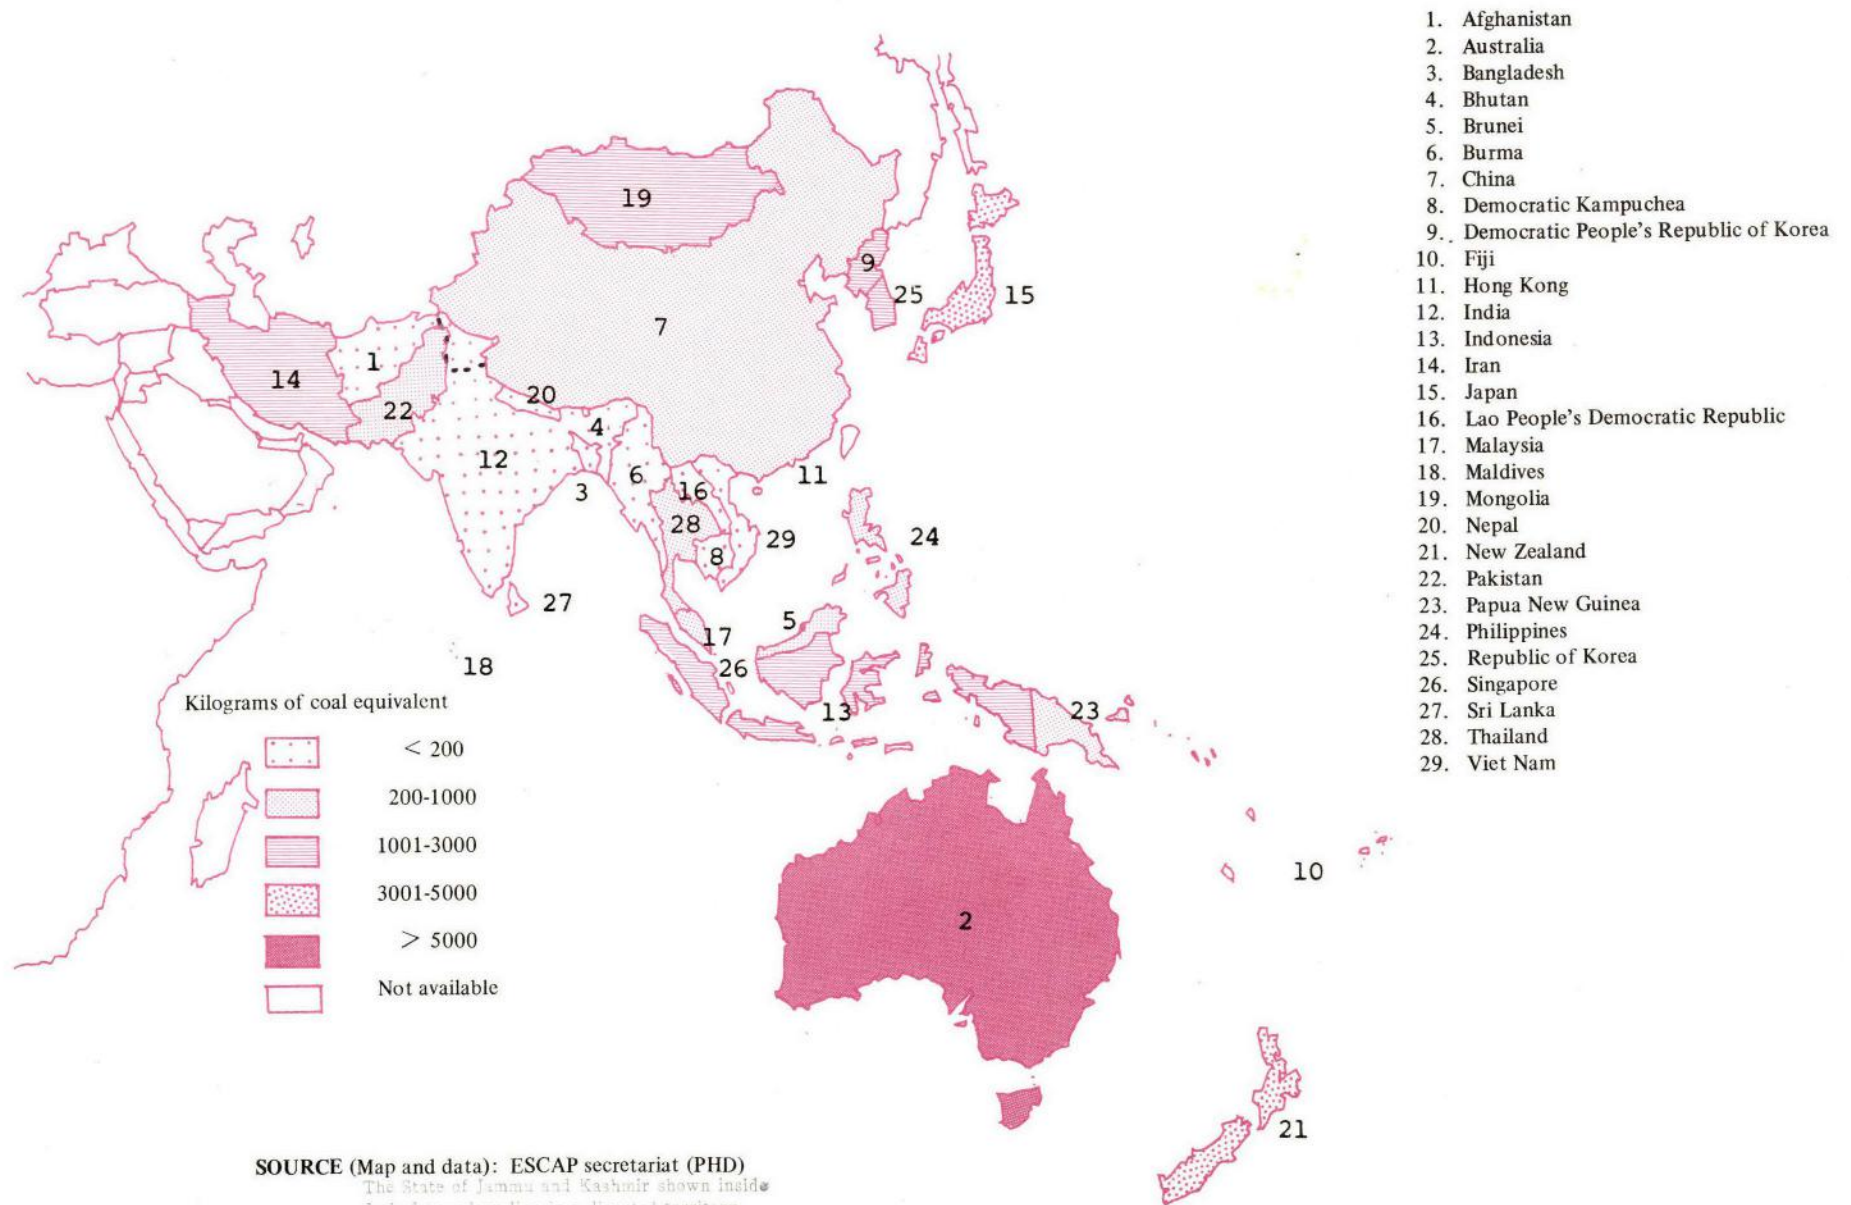 1. Afghanistan
2. Australia
3. Bangladesh
4. Bhutan
5. Brunei
6. Burma
7. China
8. Democratic Kampuchea
9. Democratic People's Republic of Korea
10. Fiji
11. Hong Kong
12. India
13. Indonesia
14. Iran
15. Japan
16. Lao People's Democratic Republic
17. Malaysia
18. Maldives
19. Mongolia
20. Nepal
21. New Zealand
22. Pakistan
23. Papua New Guinea
24. Philippines
25. Republic of Korea
26. Singapore
27. Sri Lanka
28. Thailand
29. Viet Nam
19
9
25
15
7
1
14
20
22
4
12
11
6
3
16
28
24
29
8
27
5
17
26
18
13
23
10
2
21
Kilograms of coal equivalent
< 200
200-1000
1001-3000
3001-5000
> 5000
Not available
SOURCE (Map and data): ESCAP secretariat (PHD)
The State of Jammu and Kashmir shown inside